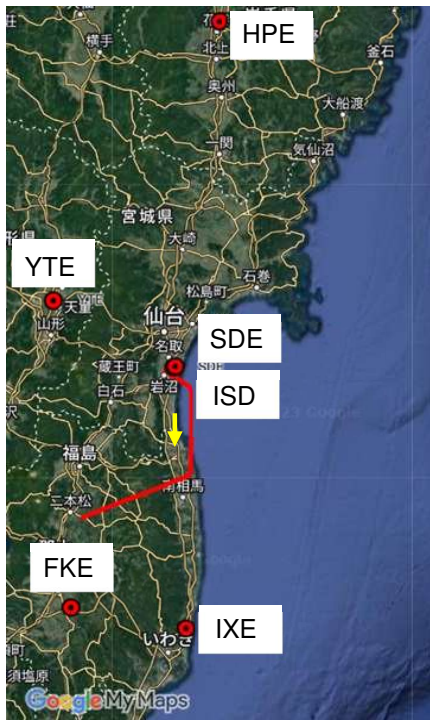 HPE
横手
北上
釜石
奥州
大船渡
一関
気仙沼
宮城県
大崎
YTE
石巻
松島町
天童
山形
仙台
SDE
名取
蔵王町
SDE
岩沼
ISD
白石
福島
南相馬
二本松
FKE
IXE
いわき
須塩原
Google My Maps